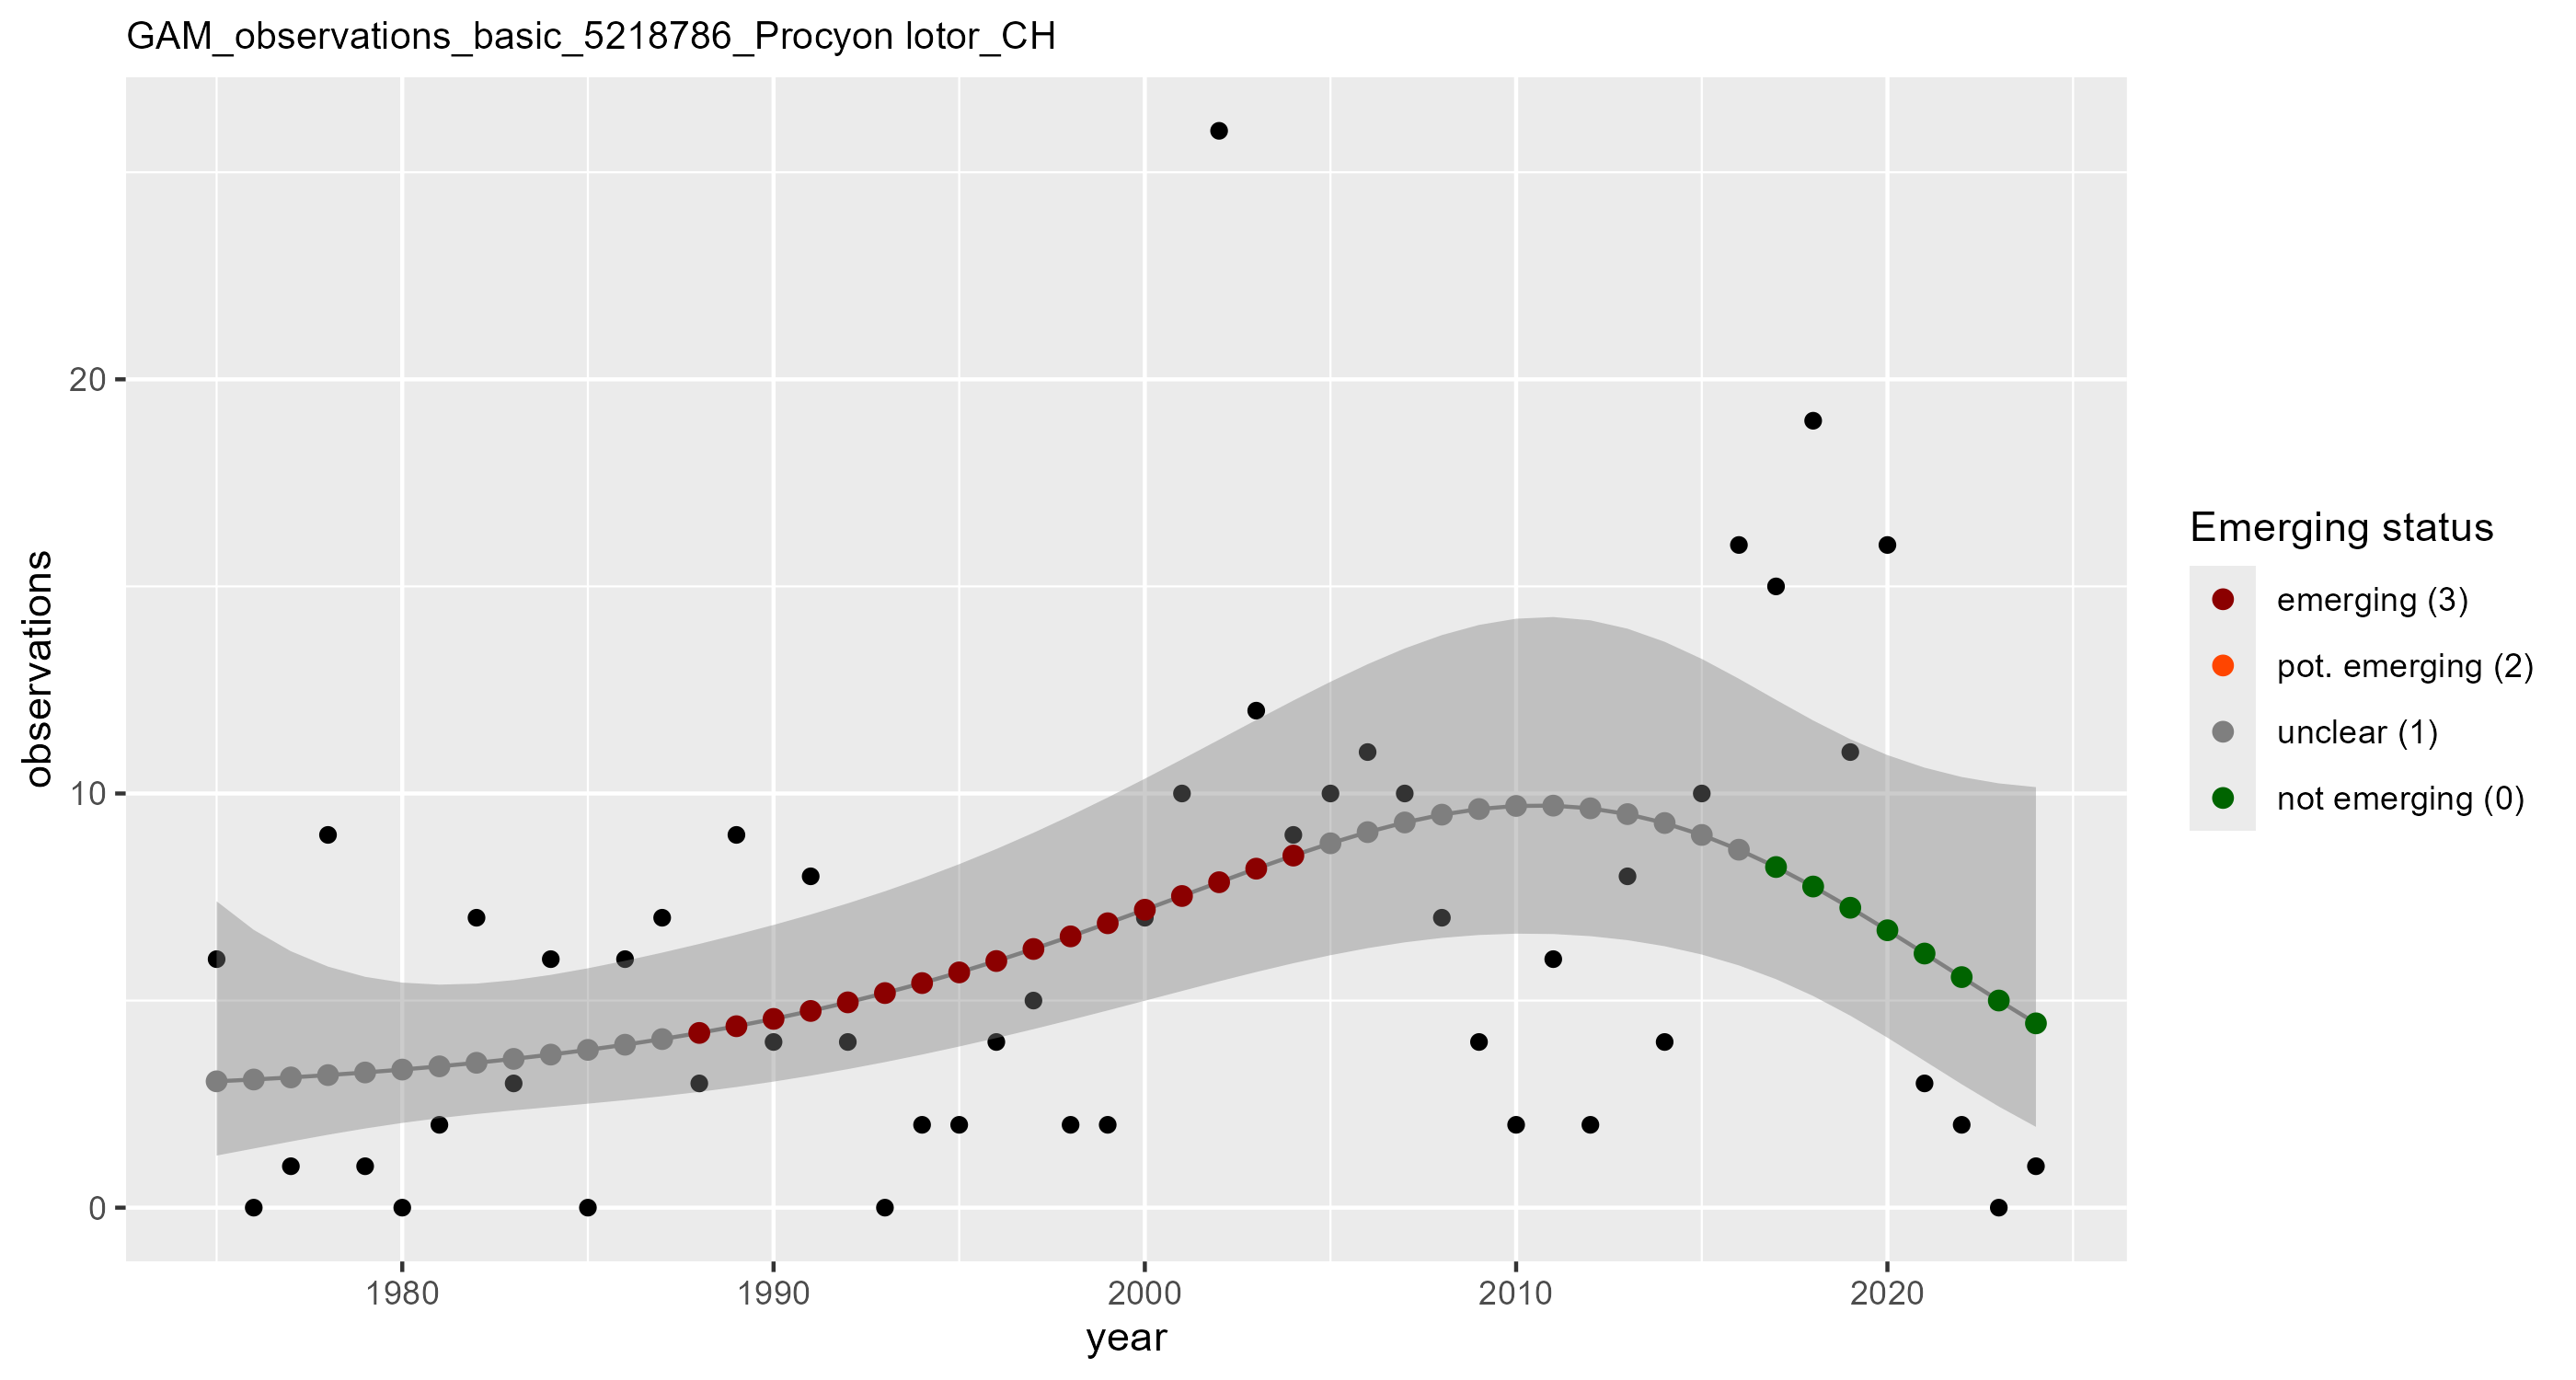 GAM_observations_basic_5218786_Procyon lotor_CH
observations
20
10
0
1980 1990 2000 2010 2020
year
Emerging status
emerging (3)
pot. emerging (2)
unclear (1)
not emerging (0)